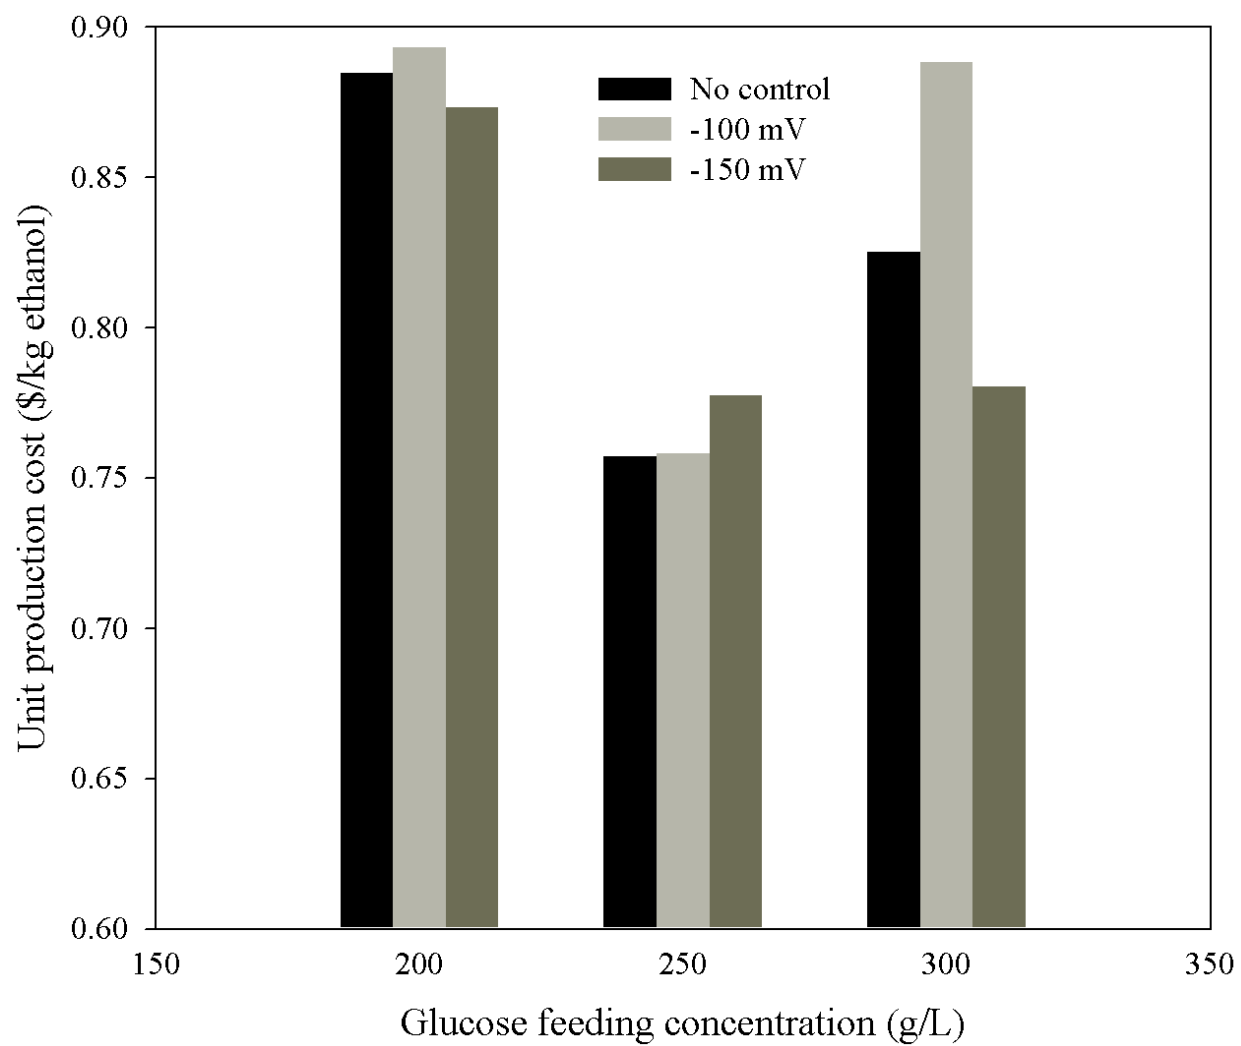 0.90
0.85
0.80
0.75
0.70
0.65
0.60
Unit production cost ($/kg ethanol)
No control
-100 mV
-150 mV
150 200 250 300 350
Glucose feeding concentration (g/L)